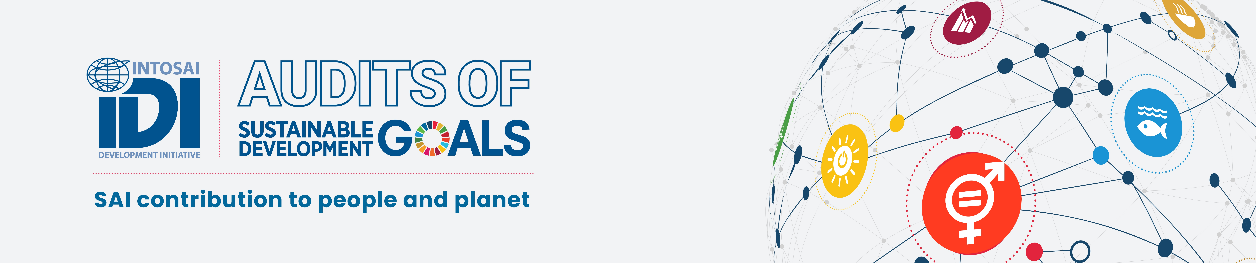 INTOSAI
IDI
DEVELOPMENT INITIATIVE
AUDITS OF
SUSTAINABLE
DEVELOPMENT
GOALS
SAI contribution to people and planet